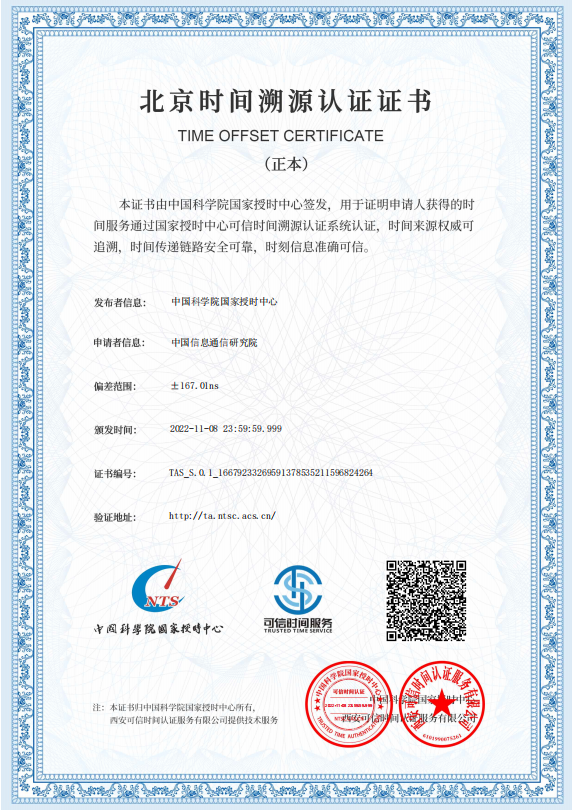 北京时间溯源认证证书
TIME OFFSET CERTIFICATE
(正本)
本证书由中国科学院国家授时中心签发，用于证明申请人获得的时
间服务通过国家授时中心可信时间溯源认证系统认证，时间来源权威可
追溯，时间传递链路安全可靠，时刻信息准确可信。
发布者信息： 中国科学院国家授时中心
申请者信息： 中国信息通信研究院
偏差范围： ±167.01ns
颁发时间： 2022-11-08 23:59:59.999
证书编号： TAS_S.0.1_16679233269591378535211596824264
验证地址： http://ta.ntsc.acs.cn/
NTS
中国科学院国家授时中心
可信时间服务
TRUSTED TIME SERVICE
中国科学院国家授时中心
可信时间认证
2022-11-08 23:59:59.999
TRUSTED TIME AUTHENTICATION
中国科学院国家授时中心
西安可信时间认证服务有限公司
西安可信时间认证服务有限公司
6101990075261
注： 本证书归中国科学院国家授时中心所有，
西安可信时间认证服务有限公司提供技术服务